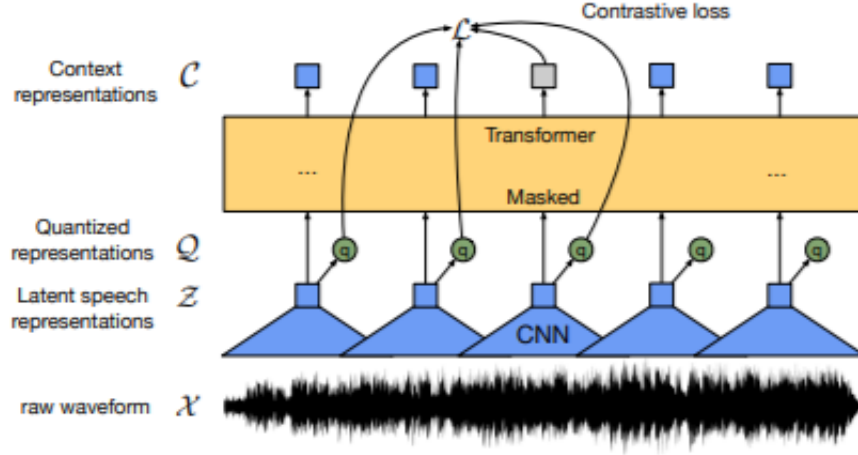 Contrastive loss
ℒ
Context
representations
𝒞
Transformer
...
...
Masked
Quantized
representations
𝒬
q q q q q
Latent speech
representations
𝒵
CNN
raw waveform
𝒳